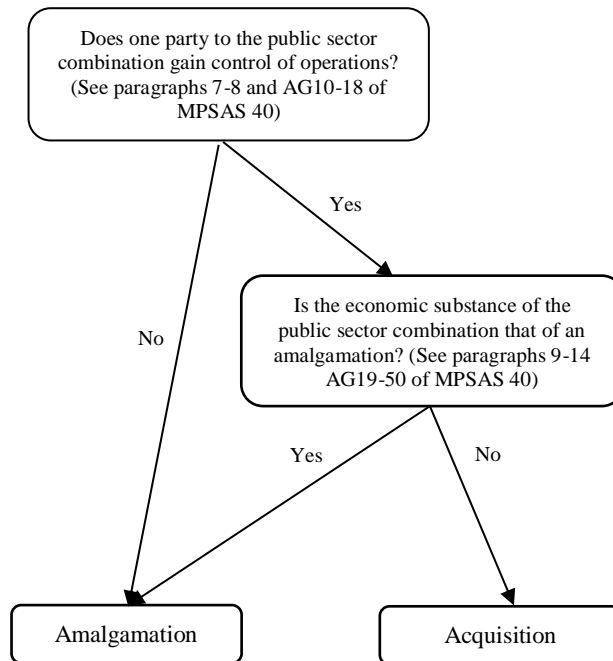 Does one party to the public sector
combination gain control of operations?
(See paragraphs 7-8 and AG10-18 of
MPSAS 40)
Yes
No
Is the economic substance of the
public sector combination that of an
amalgamation? (See paragraphs 9-14
AG19-50 of MPSAS 40)
Yes
No
Amalgamation
Acquisition